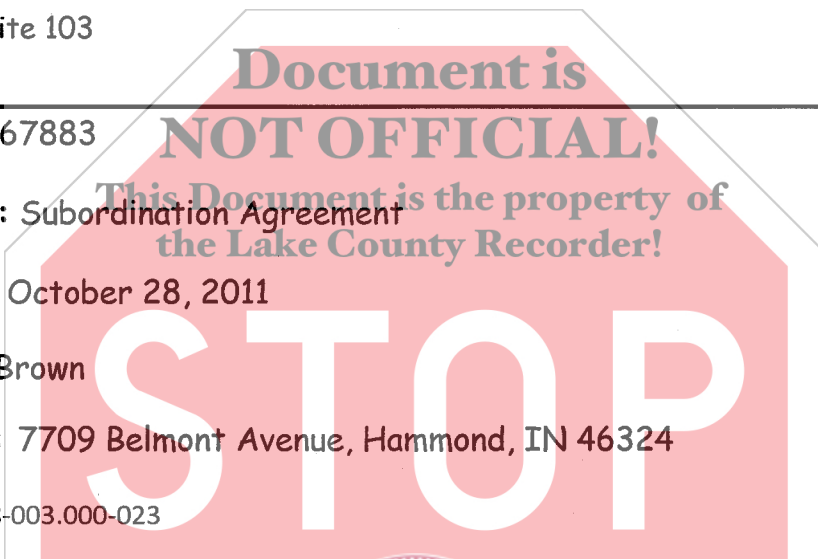 ite 103
Document is
67883
NOT OFFICIAL!
: Subordination Agreement
This Document is the property of
the Lake County Recorder!
October 28, 2011
Brown
STOP
: 7709 Belmont Avenue, Hammond, IN 46324
-003.000-023